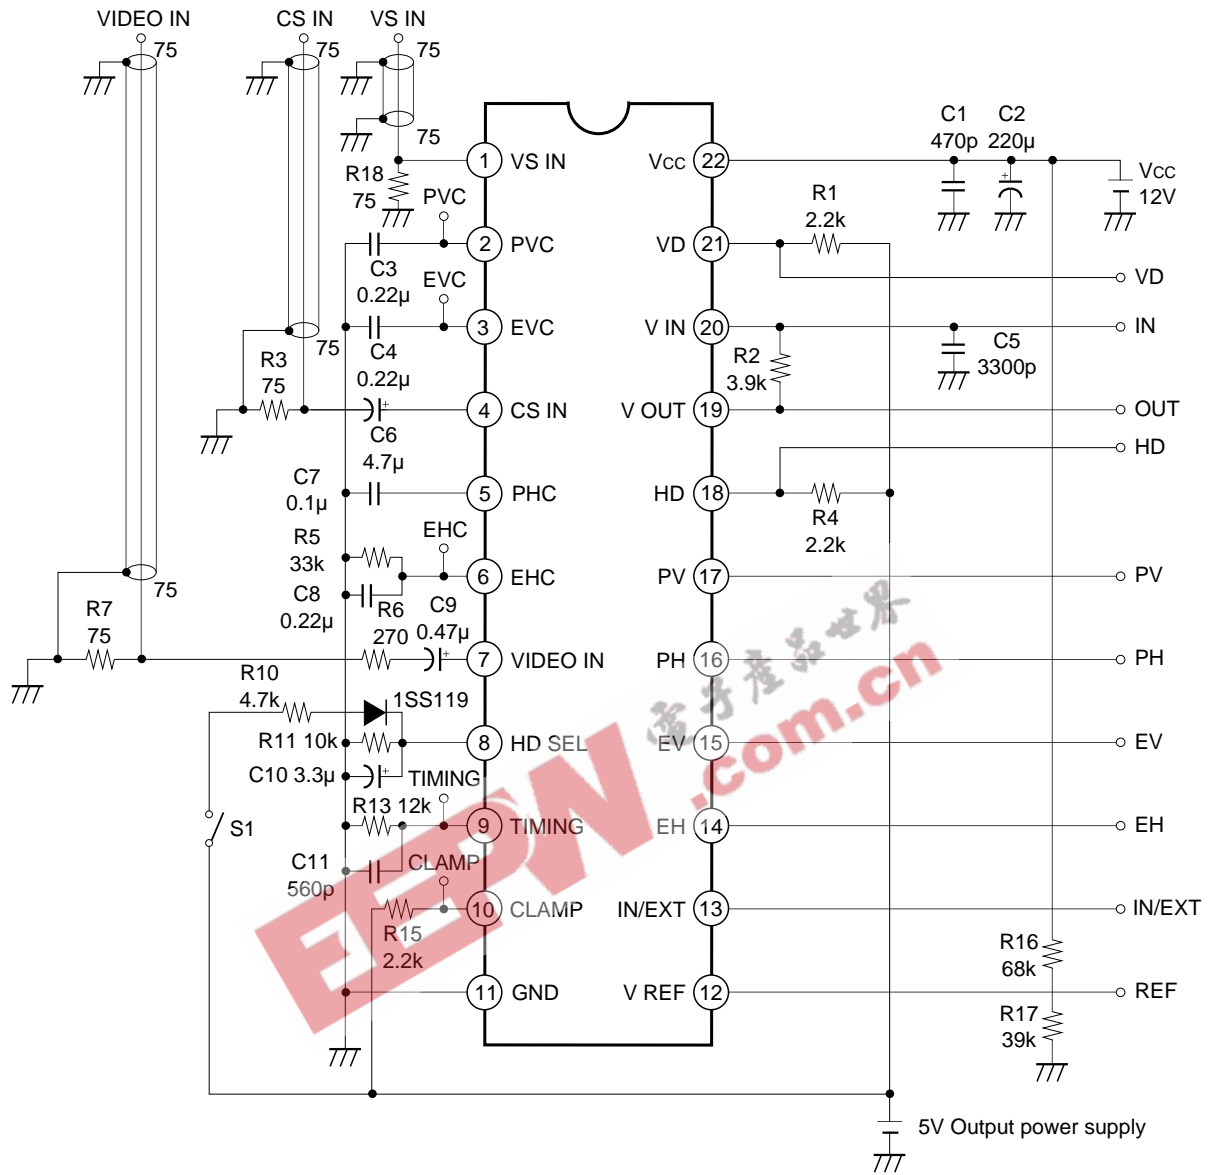 VIDEO IN
CS IN
VS IN
75
75
75
75
R18
75
PVC
C3
0.22µ
EVC
C4
0.22µ
R3
75
75
C6
4.7µ
C7
0.1µ
R5
33k
EHC
C8
0.22µ
R6
270
C9
0.47µ
75
R7
75
R10
4.7k
1SS119
R11 10k
C10 3.3µ
TIMING
R13 12k
S1
C11
560p
CLAMP
R15
2.2k
1 VS IN
2 PVC
3 EVC
4 CS IN
5 PHC
6 EHC
7 VIDEO IN
8 HD SEL
9 TIMING
10 CLAMP
11 GND
VCC 22
VD 21
V IN 20
V OUT 19
HD 18
PV 17
PH 16
EV 15
EH 14
IN/EXT 13
V REF 12
C1
470p
C2
220µ
VCC
12V
R1
2.2k
VD
IN
R2
3.9k
C5
3300p
OUT
HD
R4
2.2k
PV
PH
EV
EH
IN/EXT
R16
68k
REF
R17
39k
5V Output power supply
EEPW
.com.cn
電子產品世界